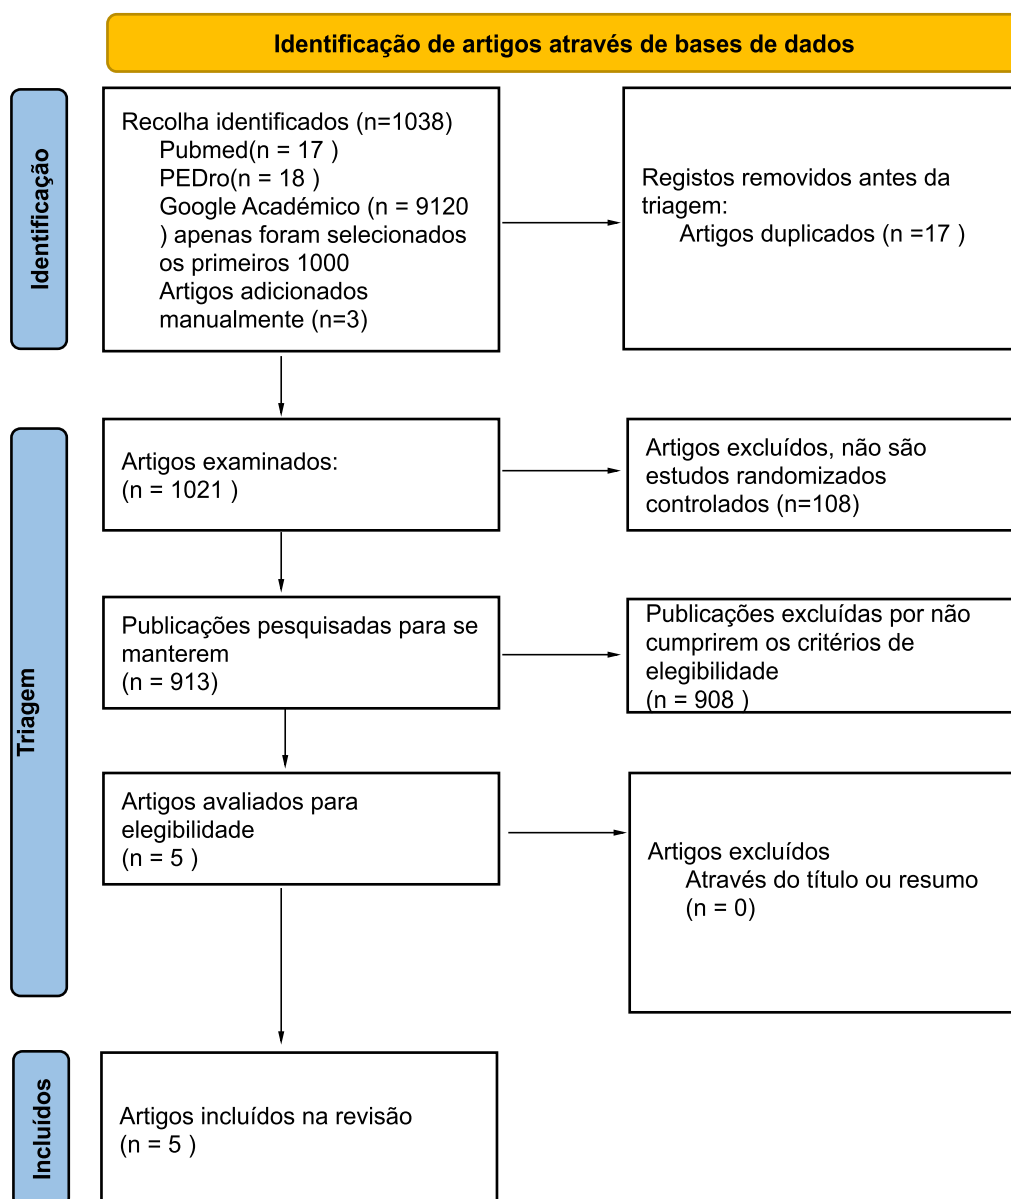 Identificação de artigos através de bases de dados
Identificação
Recolha identificados (n=1038)
Pubmed(n = 17 )
PEDro(n = 18 )
Google Académico (n = 9120
) apenas foram selecionados
os primeiros 1000
Artigos adicionados
manualmente (n=3)
Registos removidos antes da
triagem:
Artigos duplicados (n =17 )
Triagem
Artigos examinados:
(n = 1021 )
Artigos excluídos, não são
estudos randomizados
controlados (n=108)
Publicações pesquisadas para se
manterem
(n = 913)
Publicações excluídas por não
cumprirem os critérios de
elegibilidade
(n = 908 )
Artigos avaliados para
elegibilidade
(n = 5 )
Artigos excluídos
Através do título ou resumo
(n = 0)
Incluídos
Artigos incluídos na revisão
(n = 5 )